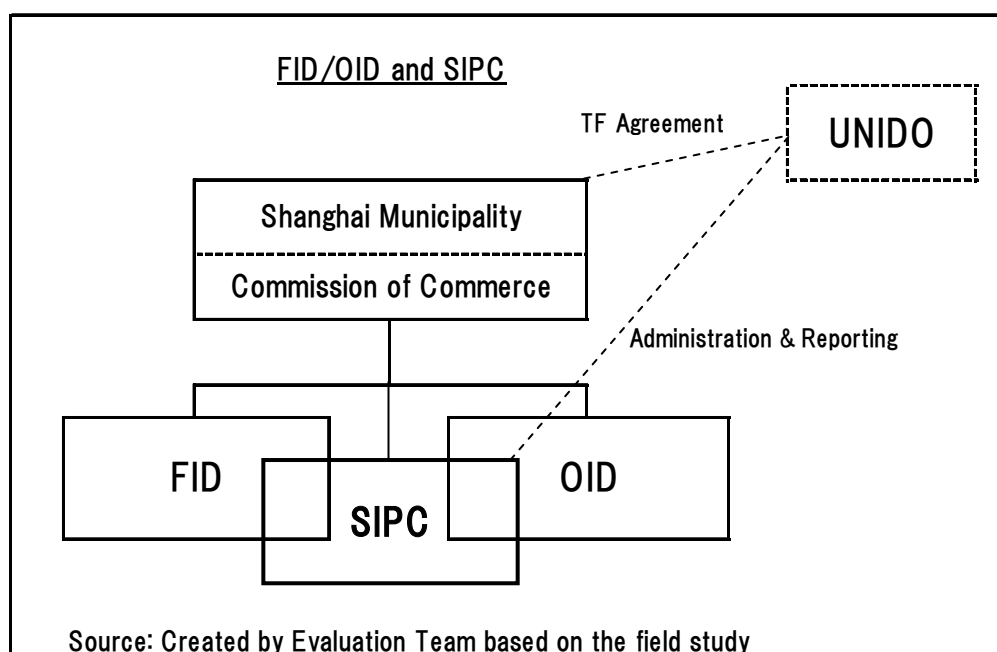 FID/OID and SIPC
TF Agreement
UNIDO
Shanghai Municipality
Commission of Commerce
Administration & Reporting
FID
OID
SIPC
Source: Created by Evaluation Team based on the field study